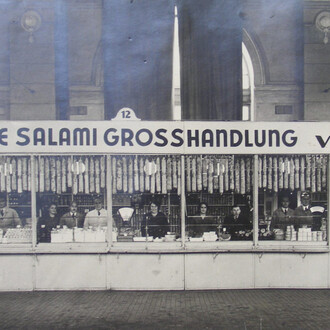 12
E SALAMI GROSSHANDLUNG V